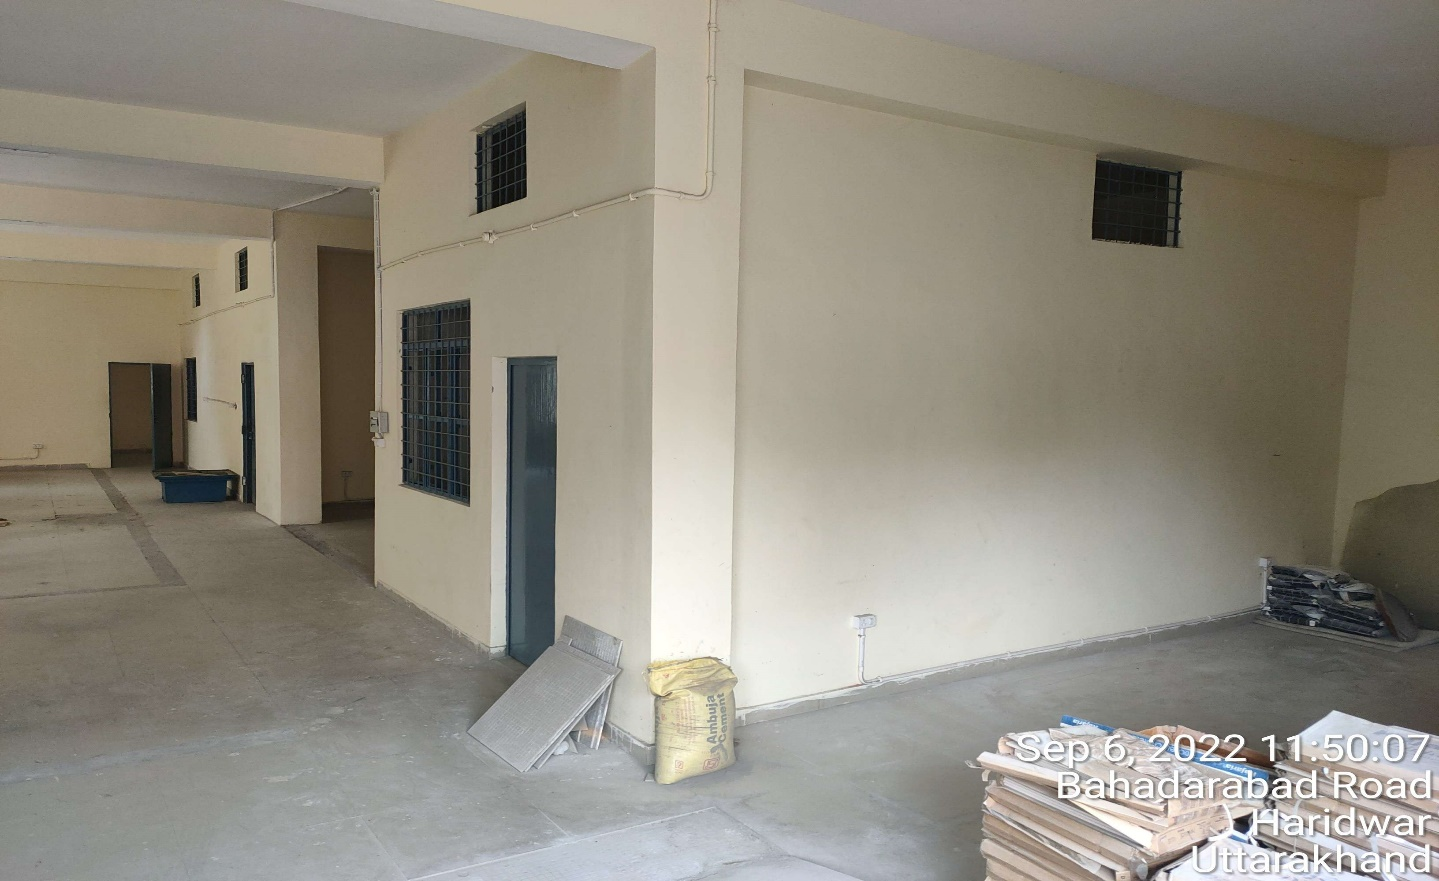 Ambuja
Cement
Sep 6, 2022 11:50:07
Bahadarabad Road
Haridwar
Uttarakhand